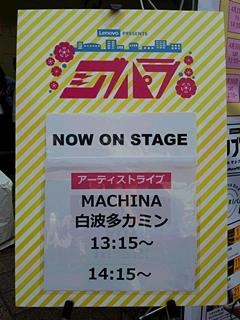 Lenovo PRESENTS
シブパラ
NOW ON STAGE
アーティストライブ
MACHINA
白波多カミン
13:15～
14:15～